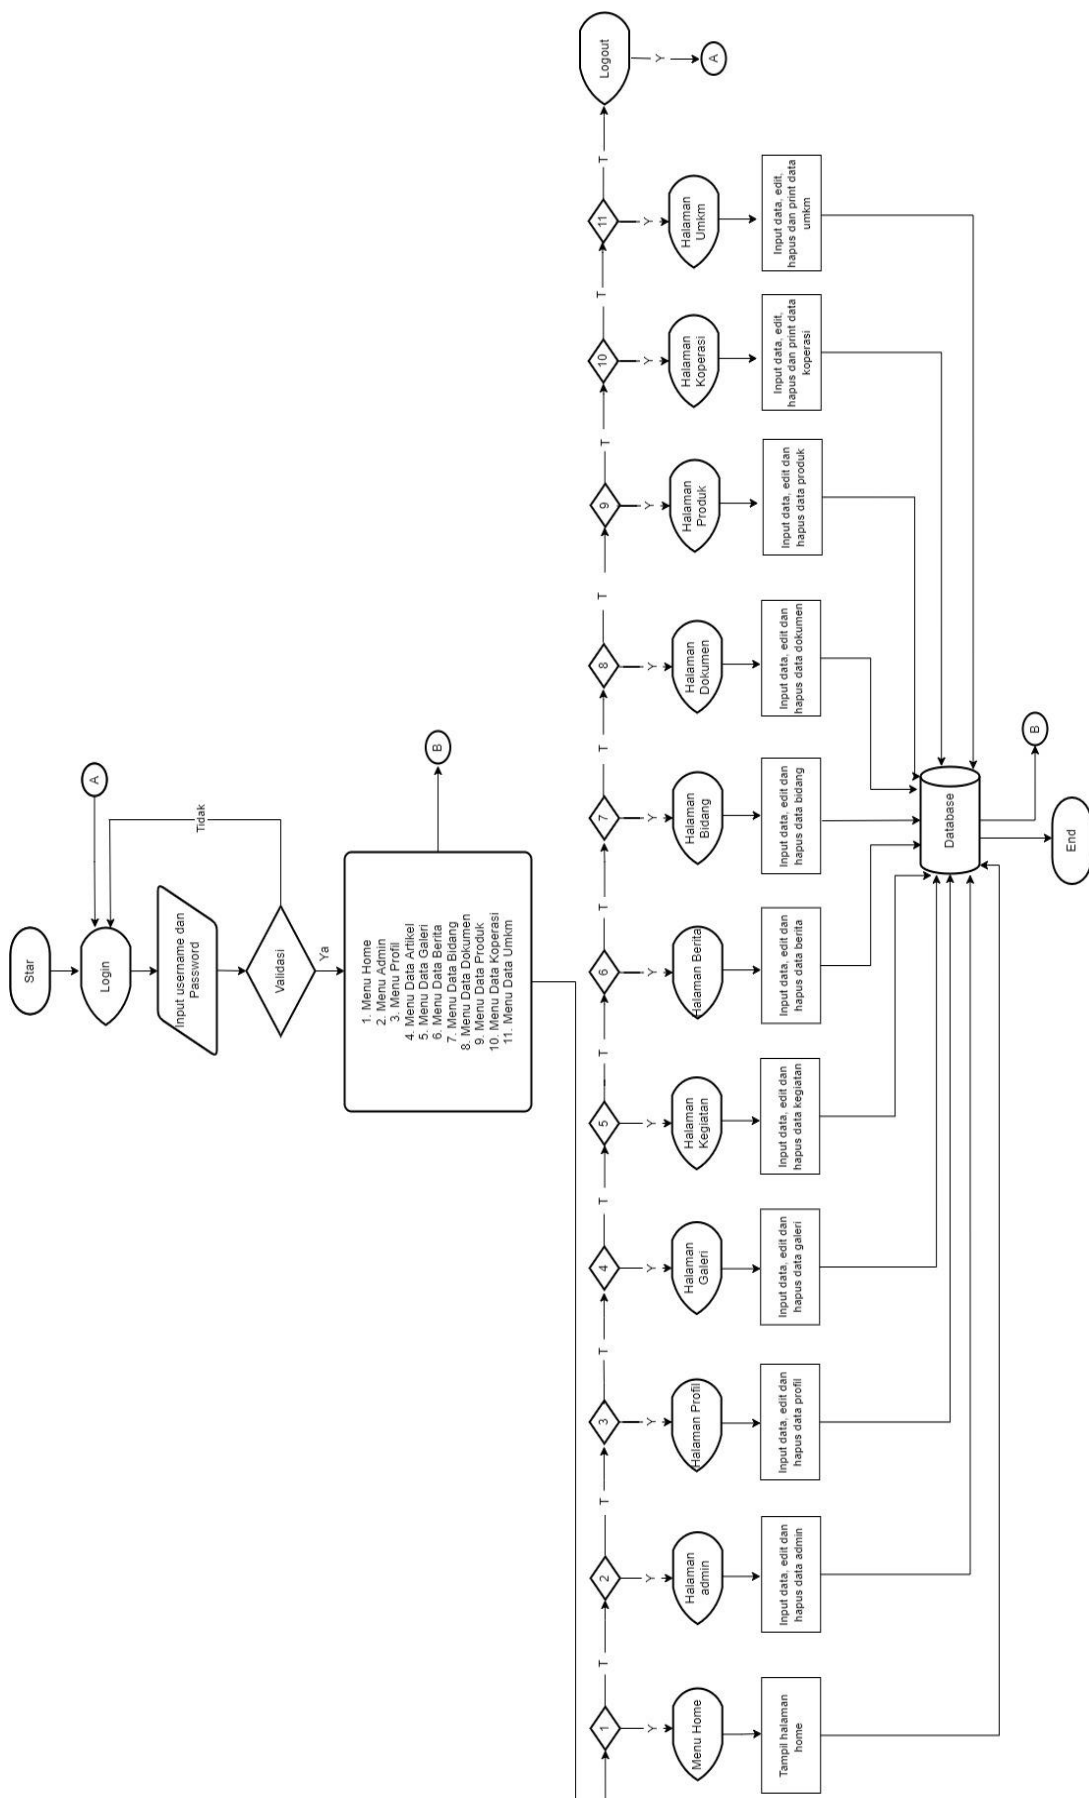 Star
A
Login
Input username dan
Password
Validasi
Tidak
Ya
1. Menu Home
2. Menu Admin
3. Menu Profil
4. Menu Data Artikel
5. Menu Data Galeri
6. Menu Data Berita
7. Menu Data Bidang
8. Menu Data Dokumen
9. Menu Data Produk
10. Menu Data Koperasi
11. Menu Data Umkm
B
1
T
2
T
3
T
4
T
5
T
6
T
7
T
8
T
9
T
10
T
11
T
Logout
Y
A
Y
Y
Y
Y
Y
Y
Y
Y
Y
Y
Y
Menu Home
Halaman
admin
Halaman Profil
Halaman
Galeri
Halaman
Kegiatan
Halaman Berita
Halaman
Bidang
Halaman
Dokumen
Halaman
Produk
Halaman
Koperasi
Halaman
Umkm
Tampil halaman
home
Input data, edit dan
hapus data admin
Input data, edit dan
hapus data profil
Input data, edit dan
hapus data galeri
Input data, edit dan
hapus data kegiatan
Input data, edit dan
hapus data berita
Input data, edit dan
hapus data bidang
Input data, edit dan
hapus data dokumen
Input data, edit dan
hapus data produk
Input data, edit,
hapus dan print data
koperasi
Input data, edit,
hapus dan print data
umkm
Database
B
End